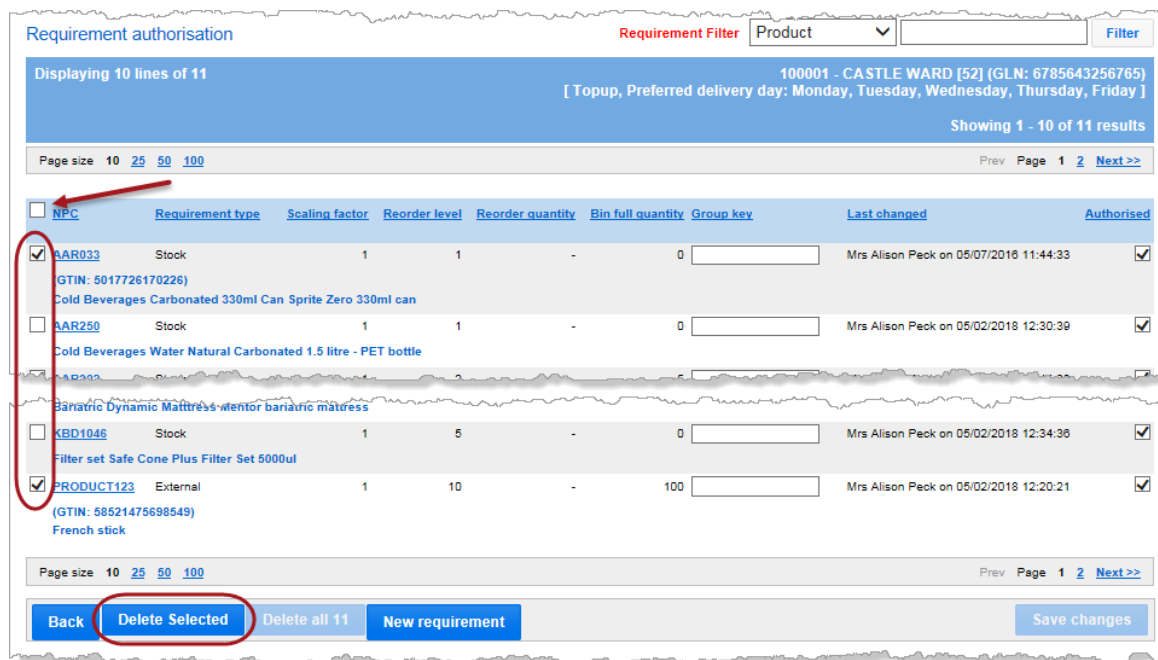 Requirement authorisation Requirement Filter Product Filter
Displaying 10 lines of 11 100001 - CASTLE WARD [52] (GLN: 6785643256765)
[ Topup, Preferred delivery day: Monday, Tuesday, Wednesday, Thursday, Friday ]
Showing 1 - 10 of 11 results
Page size 10 25 50 100 Prev Page 1 2 Next >>
NPC Requirement type Scaling factor Reorder level Reorder quantity Bin full quantity Group key Last changed Authorised
AAR033 Stock 1 1 - 0 Mrs Alison Peck on 05/07/2016 11:44:33
(GTIN: 5017726170226)
Cold Beverages Carbonated 330ml Can Sprite Zero 330ml can
AAR250 Stock 1 1 - 0 Mrs Alison Peck on 05/02/2018 12:30:39
Cold Beverages Water Natural Carbonated 1.5 litre - PET bottle
Bariatric Dynamic Matttress Mentor bariatric mattress
KBD1046 Stock 1 5 - 0 Mrs Alison Peck on 05/02/2018 12:34:36
Filter set Safe Cone Plus Filter Set 5000ul
PRODUCT123 External 1 10 - 100 Mrs Alison Peck on 05/02/2018 12:20:21
(GTIN: 58521475698549)
French stick
Page size 10 25 50 100 Prev Page 1 2 Next >>
Back Delete Selected Delete all 11 New requirement Save changes